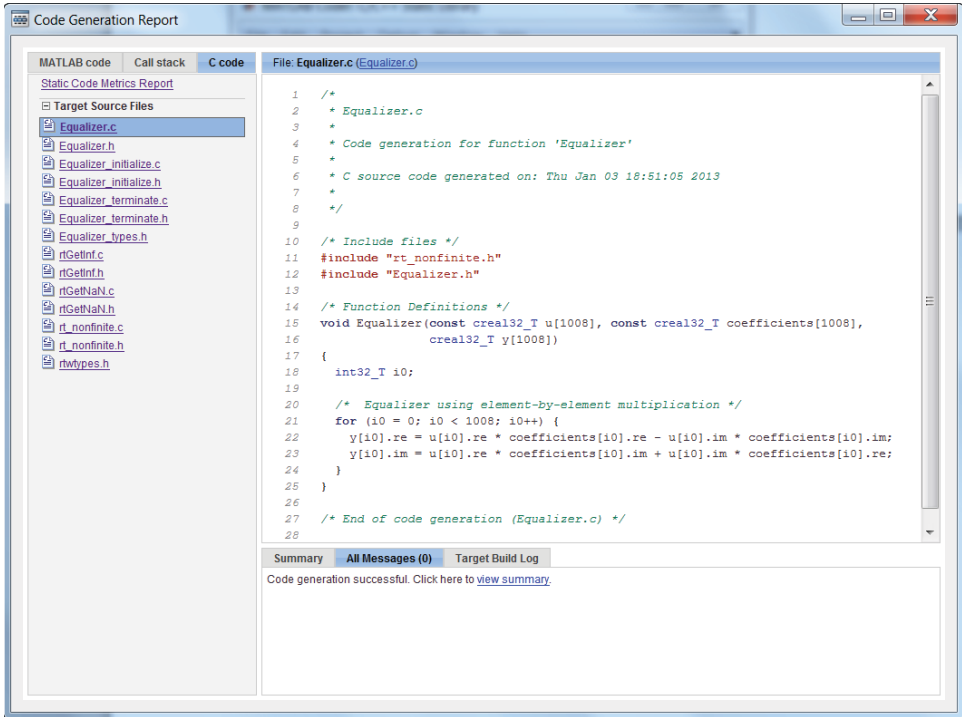 Code Generation Report
MATLAB code Call stack C code
Static Code Metrics Report
Target Source Files
Equalizer.c
Equalizer.h
Equalizer_initialize.c
Equalizer_initialize.h
Equalizer_terminate.c
Equalizer_terminate.h
Equalizer_types.h
rtGetInf.c
rtGetInf.h
rtGetNaN.c
rtGetNaN.h
rt_nonfinite.c
rt_nonfinite.h
rtwtypes.h
File: Equalizer.c (Equalizer.c)
1 /*
2 * Equalizer.c
3 *
4 * Code generation for function 'Equalizer'
5 *
6 * C source code generated on: Thu Jan 03 18:51:05 2013
7 *
8 */
9
10 /* Include files */
11 #include "rt_nonfinite.h"
12 #include "Equalizer.h"
13
14 /* Function Definitions */
15 void Equalizer(const creal32_T u[1008], const creal32_T coefficients[1008],
16 creal32_T y[1008])
17 {
18 int32_T i0;
19
20 /* Equalizer using element-by-element multiplication */
21 for (i0 = 0; i0 < 1008; i0++) {
22 y[i0].re = u[i0].re * coefficients[i0].re - u[i0].im * coefficients[i0].im;
23 y[i0].im = u[i0].re * coefficients[i0].im + u[i0].im * coefficients[i0].re;
24 }
25 }
26
27 /* End of code generation (Equalizer.c) */
28
Summary All Messages (0) Target Build Log
Code generation successful. Click here to view summary.